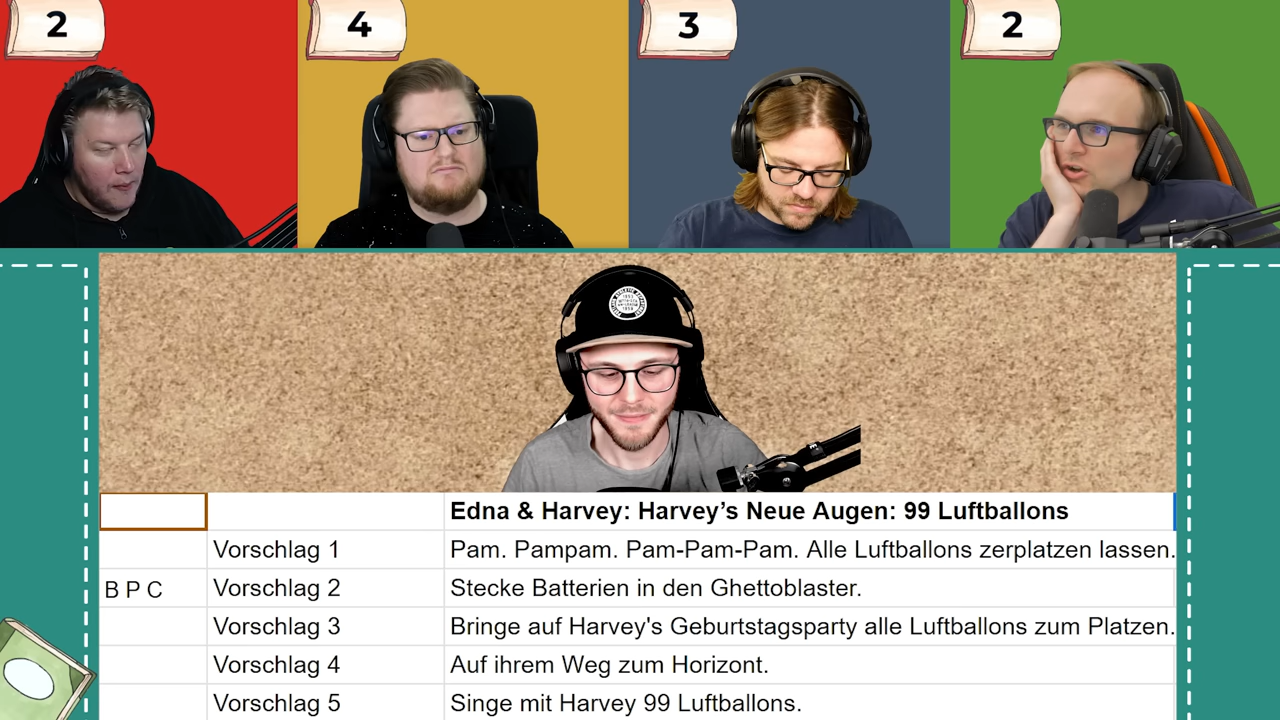 2
4
3
2
Edna & Harvey: Harvey’s Neue Augen: 99 Luftballons
Vorschlag 1 Pam. Pampam. Pam-Pam-Pam. Alle Luftballons zerplatzen lassen.
B P C Vorschlag 2 Stecke Batterien in den Ghettoblaster.
Vorschlag 3 Bringe auf Harvey's Geburtstagsparty alle Luftballons zum Platzen.
Vorschlag 4 Auf ihrem Weg zum Horizont.
Vorschlag 5 Singe mit Harvey 99 Luftballons.